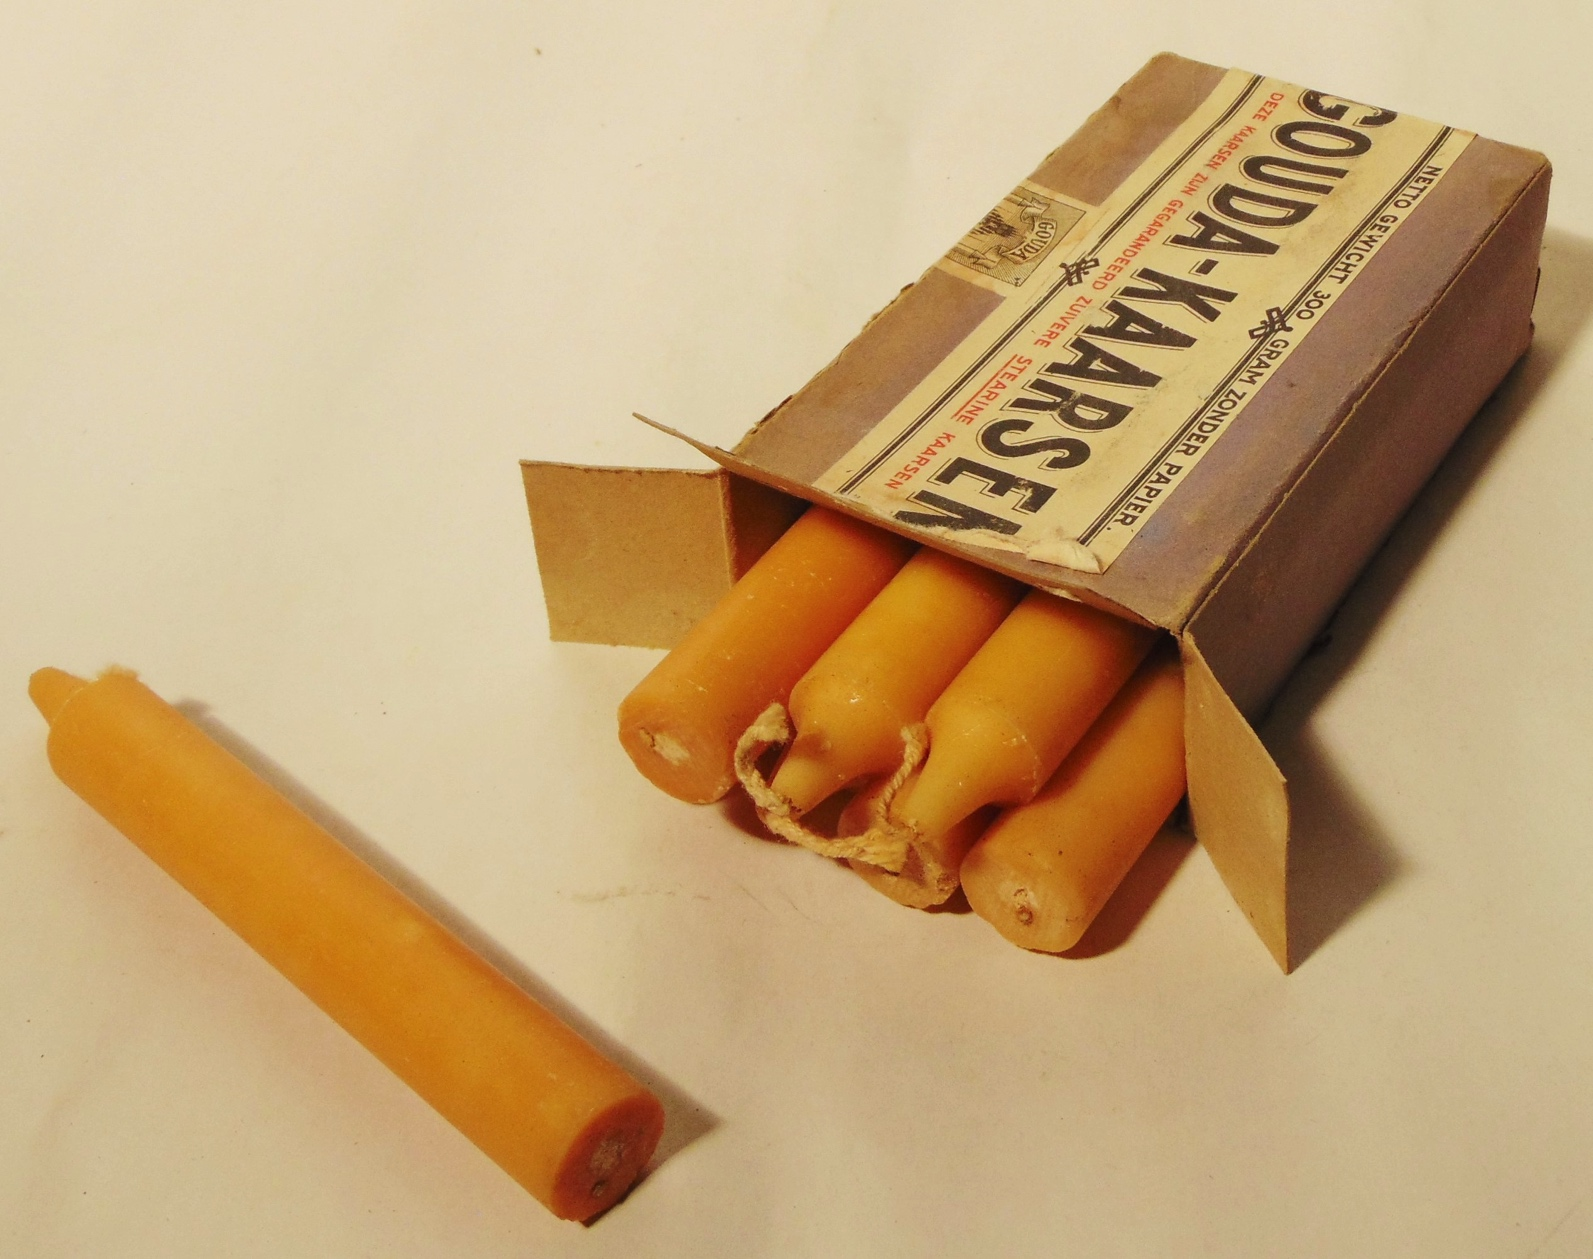 GOUDA
DEZE KAARSEN ZIJN GEGARANDEERD ZUIVERE STEARINE KAARSEN
GOUDA-KAARSEN
NETTO GEWICHT 300 GRAM ZONDER PAPIER.